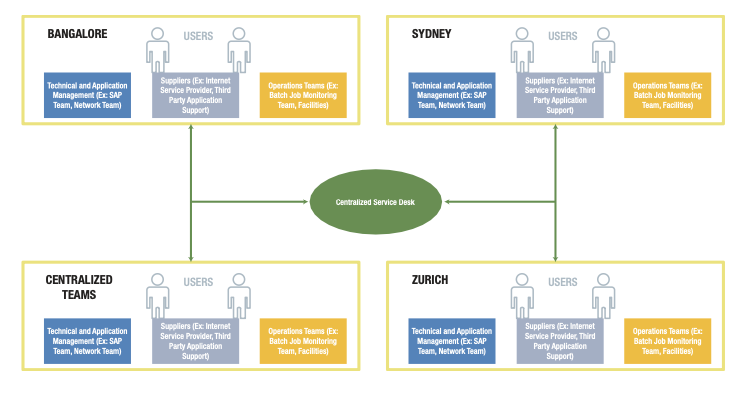 BANGALORE
USERS
Technical and Application
Management (Ex: SAP
Team, Network Team)
Suppliers (Ex: Internet
Service Provider, Third
Party Application
Support)
Operations Teams (Ex:
Batch Job Monitoring
Team, Facilities)
SYDNEY
USERS
Technical and Application
Management (Ex: SAP
Team, Network Team)
Suppliers (Ex: Internet
Service Provider, Third
Party Application
Support)
Operations Teams (Ex:
Batch Job Monitoring
Team, Facilities)
Centralized Service Desk
CENTRALIZED
TEAMS
USERS
Technical and Application
Management (Ex: SAP
Team, Network Team)
Suppliers (Ex: Internet
Service Provider, Third
Party Application
Support)
Operations Teams (Ex:
Batch Job Monitoring
Team, Facilities)
ZURICH
USERS
Technical and Application
Management (Ex: SAP
Team, Network Team)
Suppliers (Ex: Internet
Service Provider, Third
Party Application
Support)
Operations Teams (Ex:
Batch Job Monitoring
Team, Facilities)